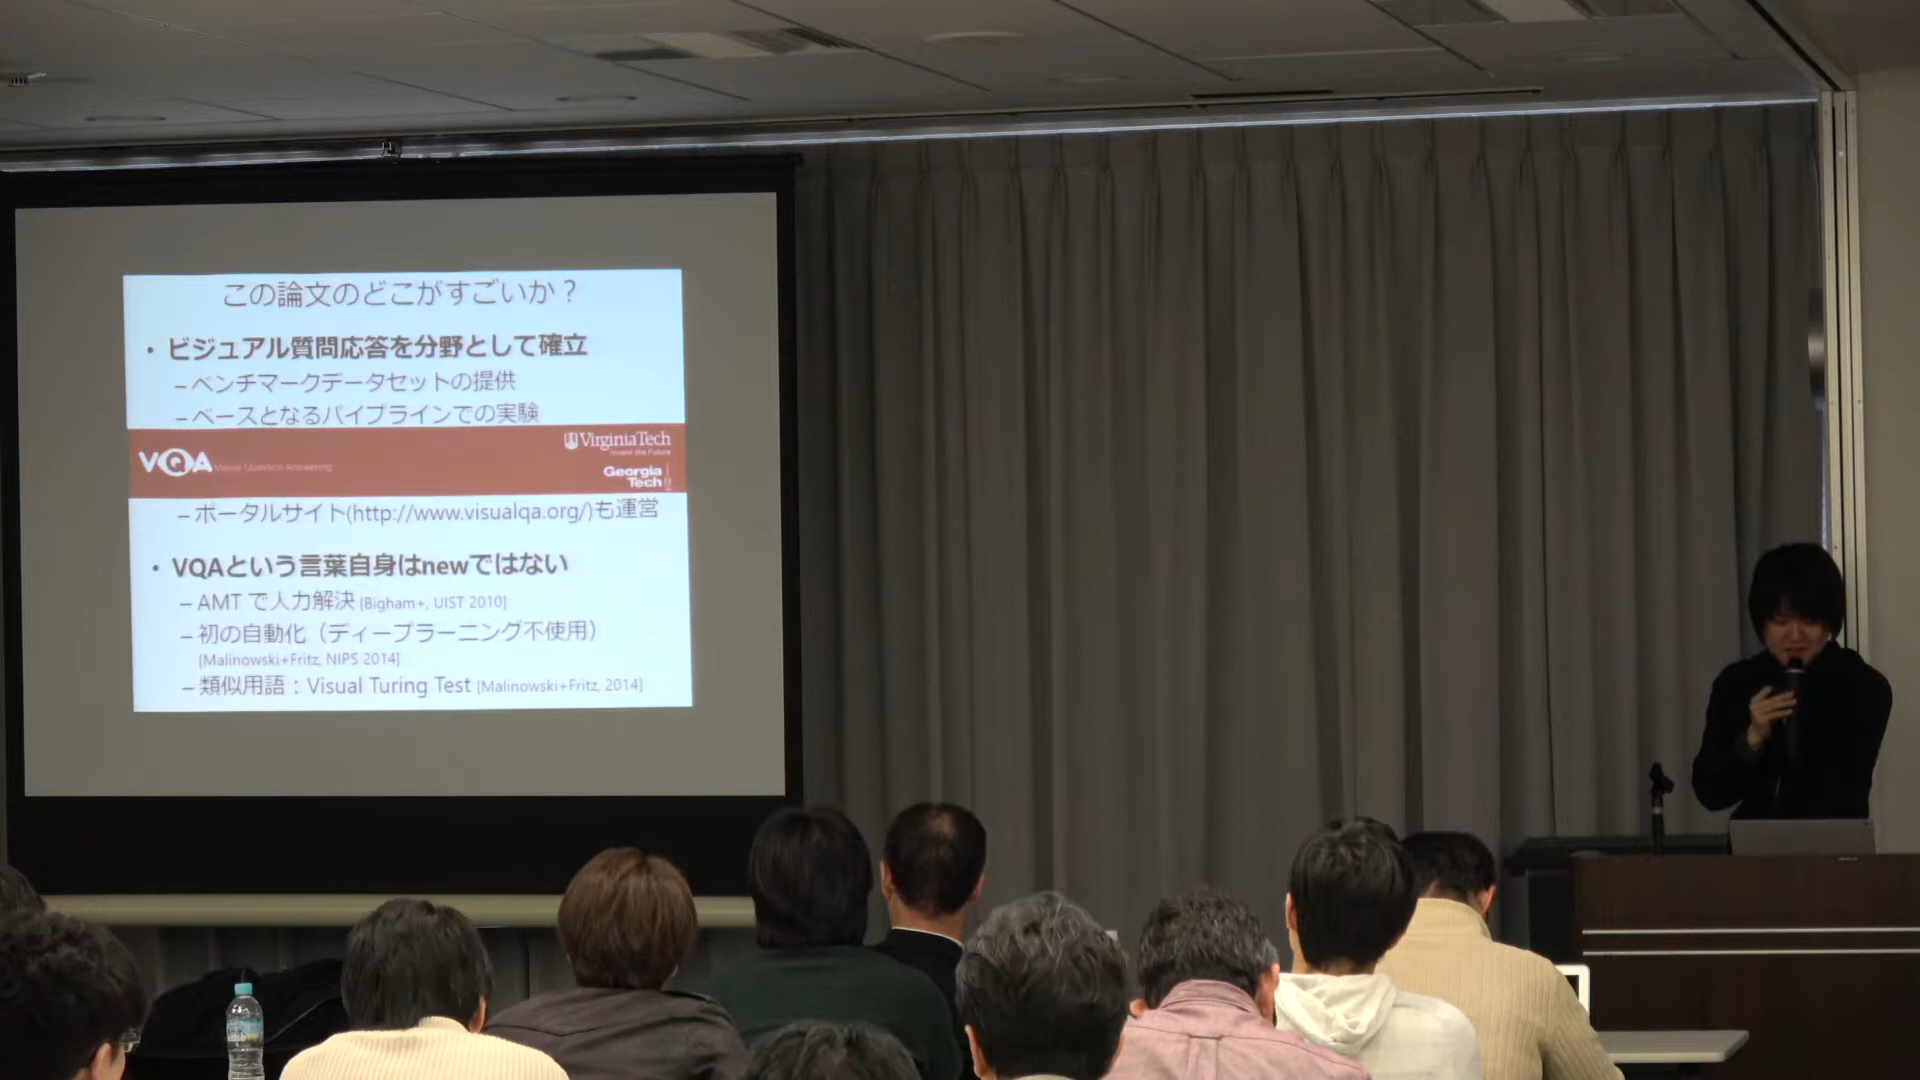 この論文のどこがすごいか？
• ビジュアル質問応答を分野として確立
– ベンチマークデータセットの提供
– ベースとなるパイプラインでの実験
VirginiaTech
Invent the Future
VQA Visual Question Answering
Georgia
Tech
– ポータルサイト(http://www.visualqa.org/)も運営
• VQAという言葉自身はnewではない
– AMT で人力解決 [Bigham+, UIST 2010]
– 初の自動化（ディープラーニング不使用）
[Malinowski+Fritz, NIPS 2014]
– 類似用語：Visual Turing Test [Malinowski+Fritz, 2014]